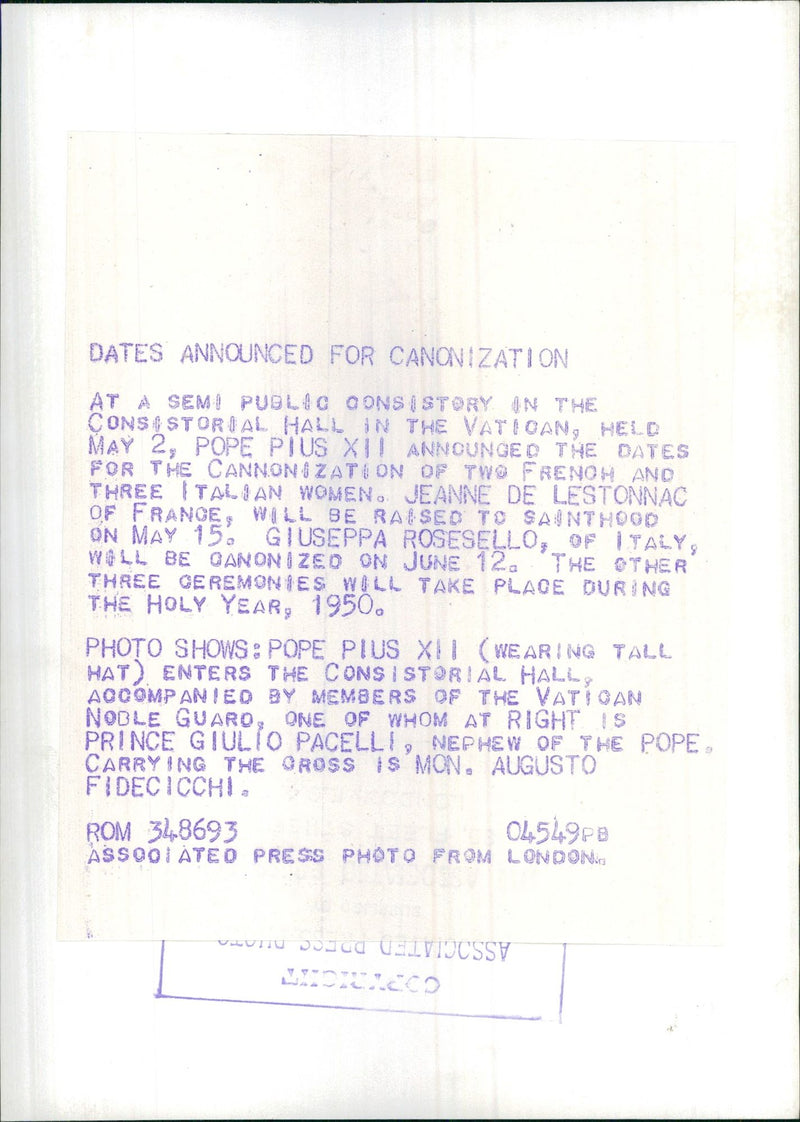 DATES ANNOUNCED FOR CANONIZATION
AT A SEMI PUBLIC CONSISTORY IN THE
CONSISTORIAL HALL IN THE VATICAN, HELD
MAY 2, POPE PIUS XII ANNOUNCED THE DATES
FOR THE CANNONIZATION OF TWO FRENCH AND
THREE ITALIAN WOMEN. JEANNE DE LESTONNAC
OF FRANCE, WILL BE RAISED TO SAINTHOOD
ON MAY 15. GIUSEPPA ROSESELLO, OF ITALY,
WILL BE CANONIZED ON JUNE 12. THE OTHER
THREE CEREMONIES WILL TAKE PLACE DURING
THE HOLY YEAR, 1950.
PHOTO SHOWS: POPE PIUS XII (WEARING TALL
HAT) ENTERS THE CONSISTORIAL HALL,
ACCOMPANIED BY MEMBERS OF THE VATICAN
NOBLE GUARD, ONE OF WHOM AT RIGHT IS
PRINCE GIULIO PACELLI, NEPHEW OF THE POPE.
CARRYING THE CROSS IS MON. AUGUSTO
FIDECICCHI.
ROM 348693 04549PB
ASSOCIATED PRESS PHOTO FROM LONDON.
ASSOCIATED PRESS PHOTO
COPYRIGHT